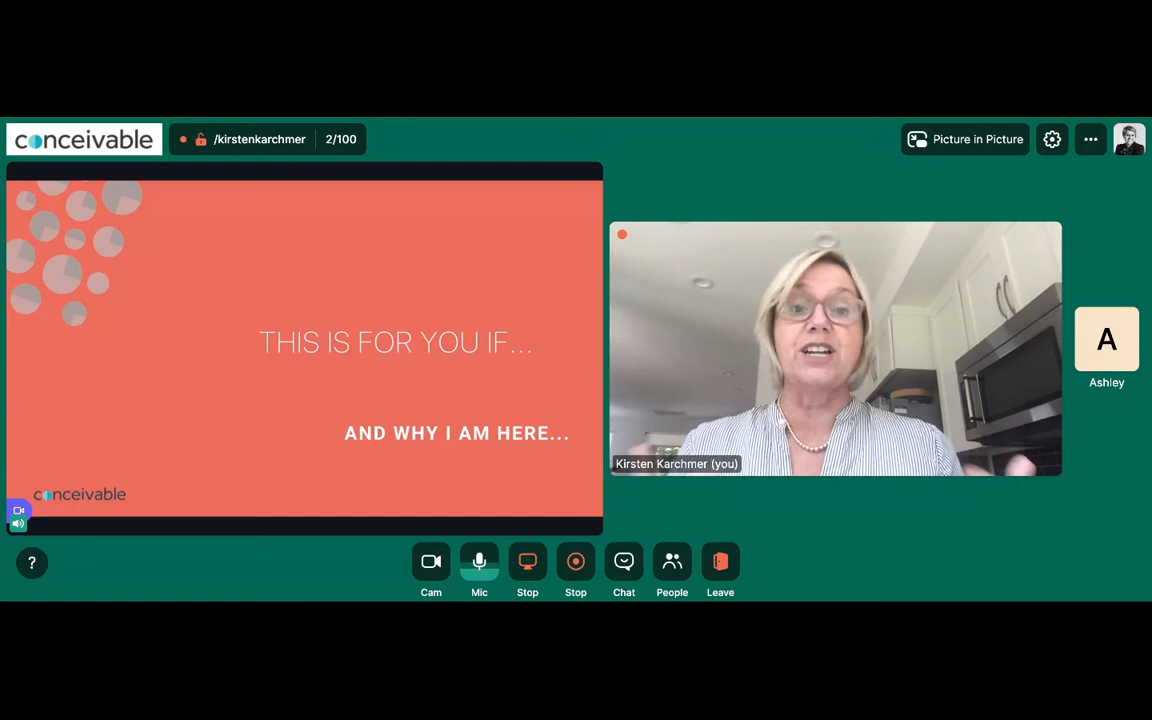 conceivable
/kirstenkarchmer
2/100
Picture in Picture
THIS IS FOR YOU IF...
AND WHY I AM HERE...
conceivable
Kirsten Karchmer (you)
A
Ashley
?
Cam
Mic
Stop
Stop
Chat
People
Leave